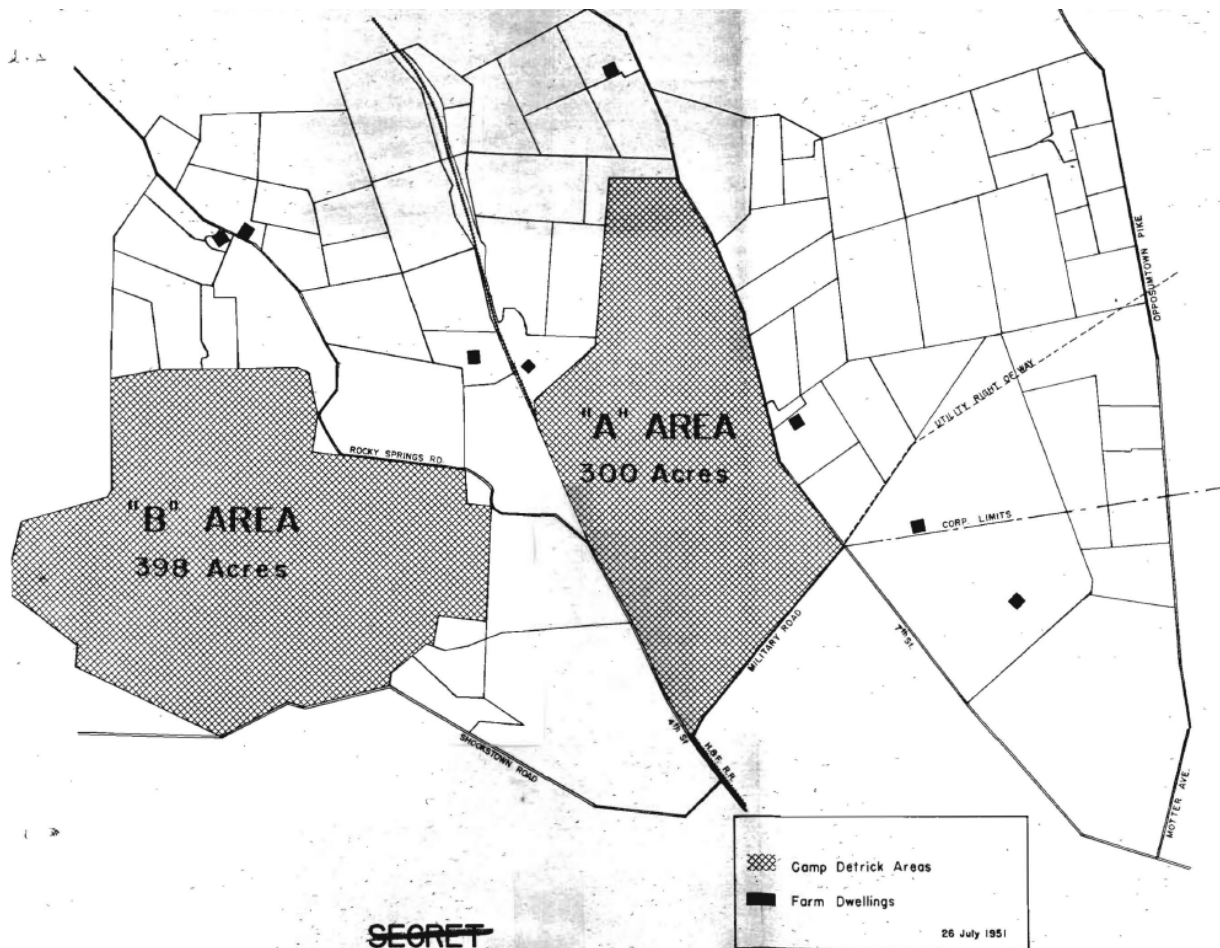 OPPOSUMTOWN PIKE
UTILITY RIGHT OF WAY
"A" AREA
300 Acres
ROCKY SPRINGS RD.
"B" AREA
398 Acres
CORP. LIMITS
MILITARY ROAD
7th St.
4th St
H.&F. R.R.
SHOOKSTOWN ROAD
MOTTER AVE.
Camp Detrick Areas
Farm Dwellings
26 July 1951
SECRET